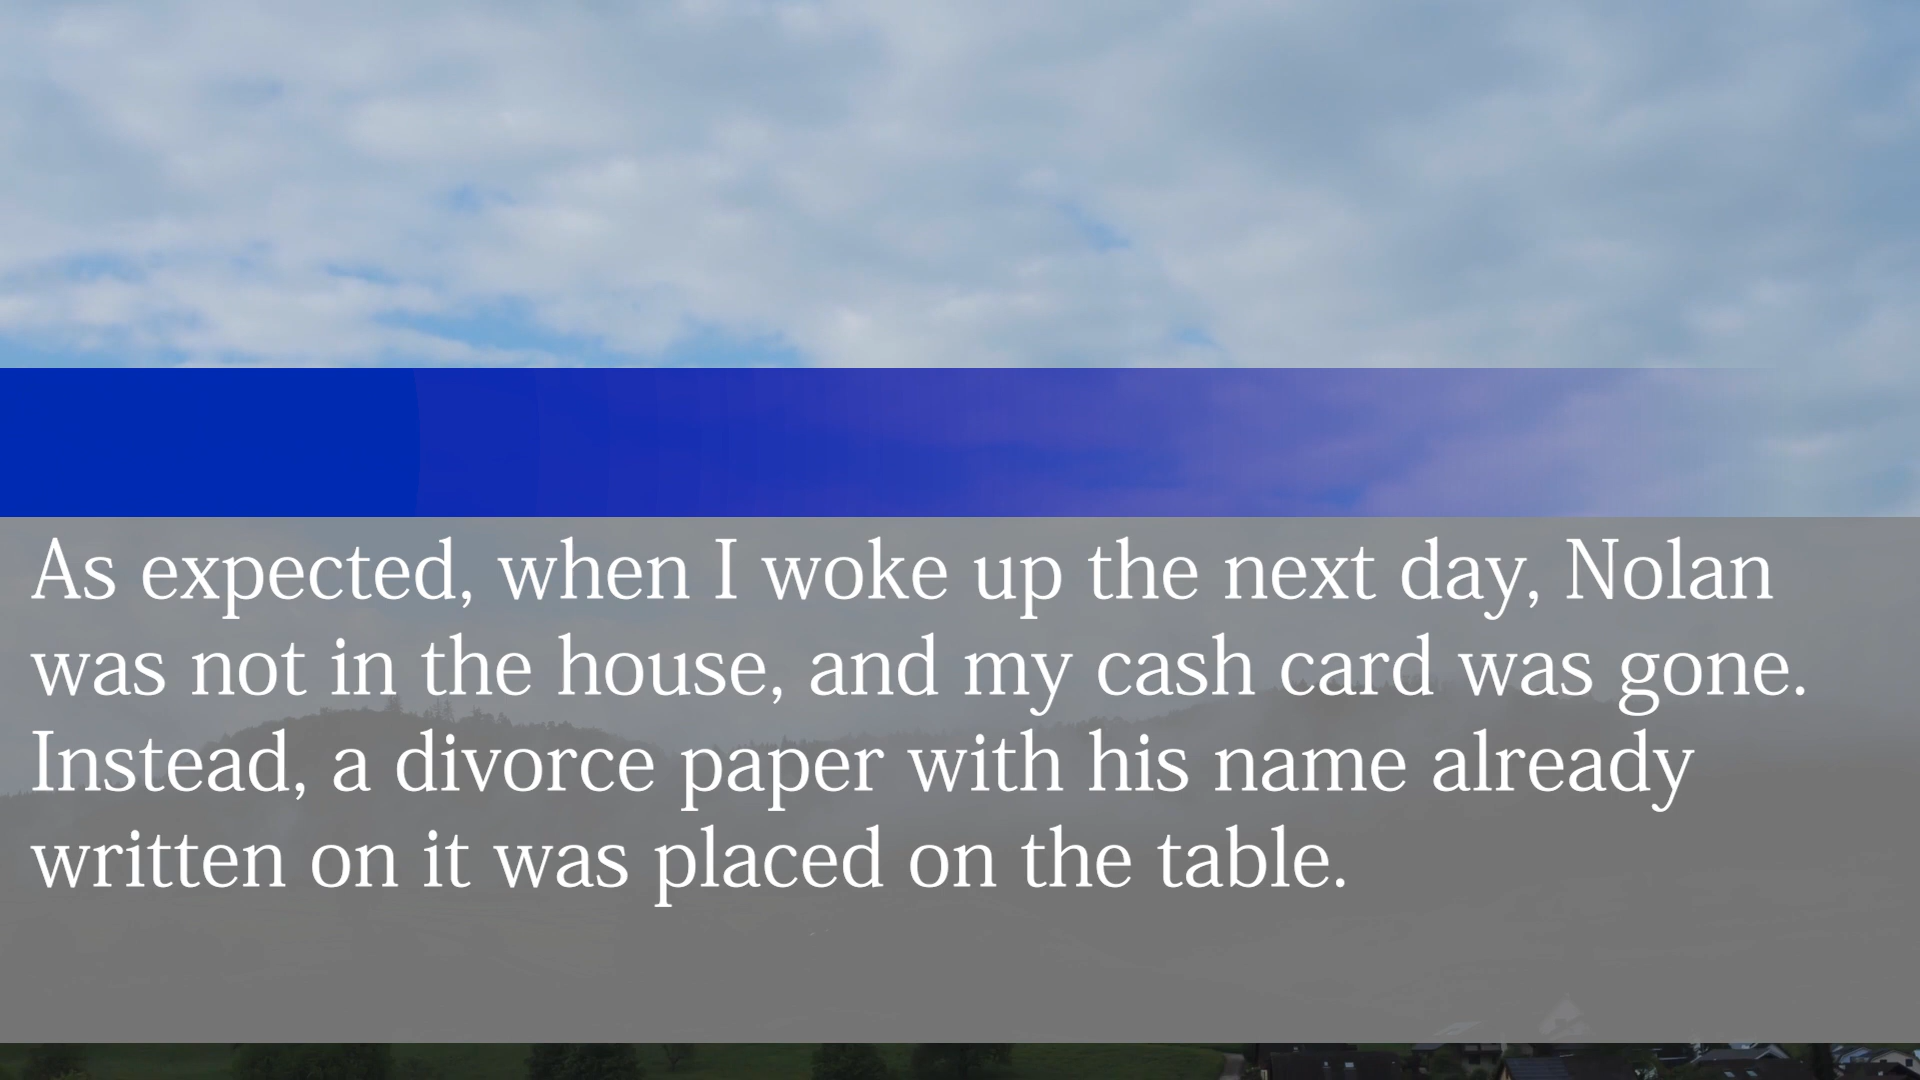 As expected, when I woke up the next day, Nolan
was not in the house, and my cash card was gone.
Instead, a divorce paper with his name already
written on it was placed on the table.